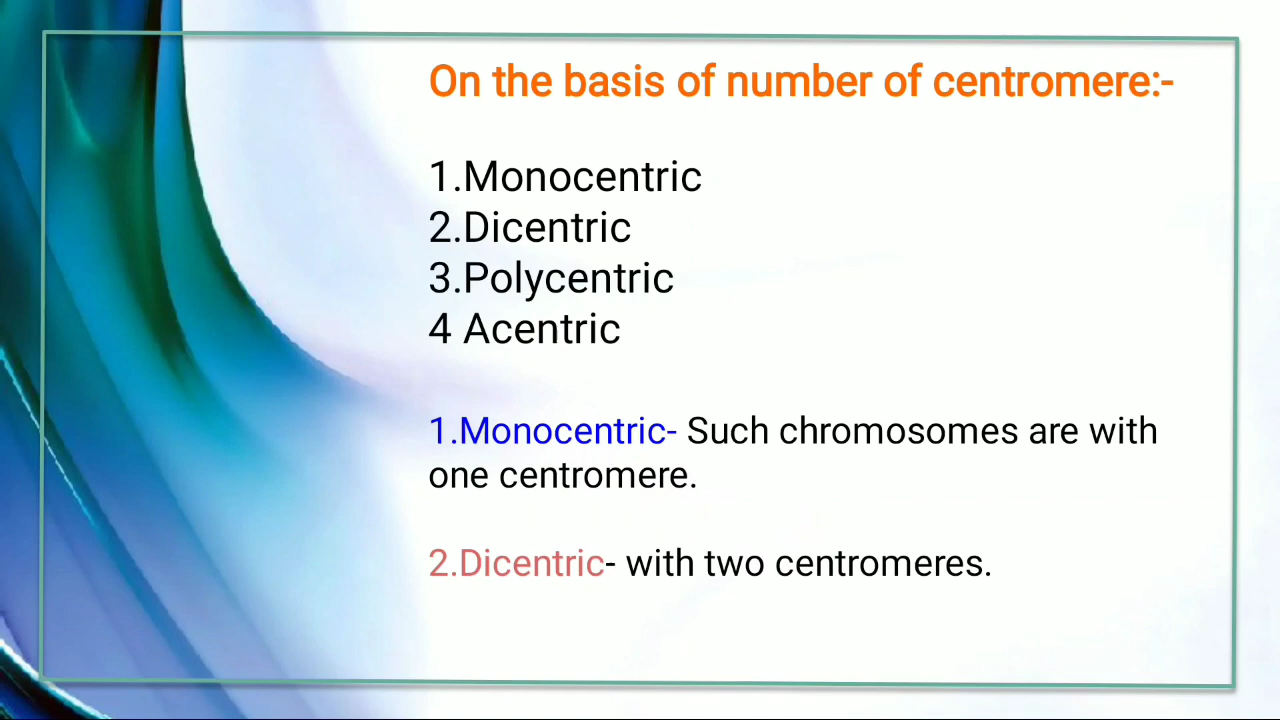 On the basis of number of centromere:-
1.Monocentric
2.Dicentric
3.Polycentric
4 Acentric
1.Monocentric- Such chromosomes are with
one centromere.
2.Dicentric- with two centromeres.